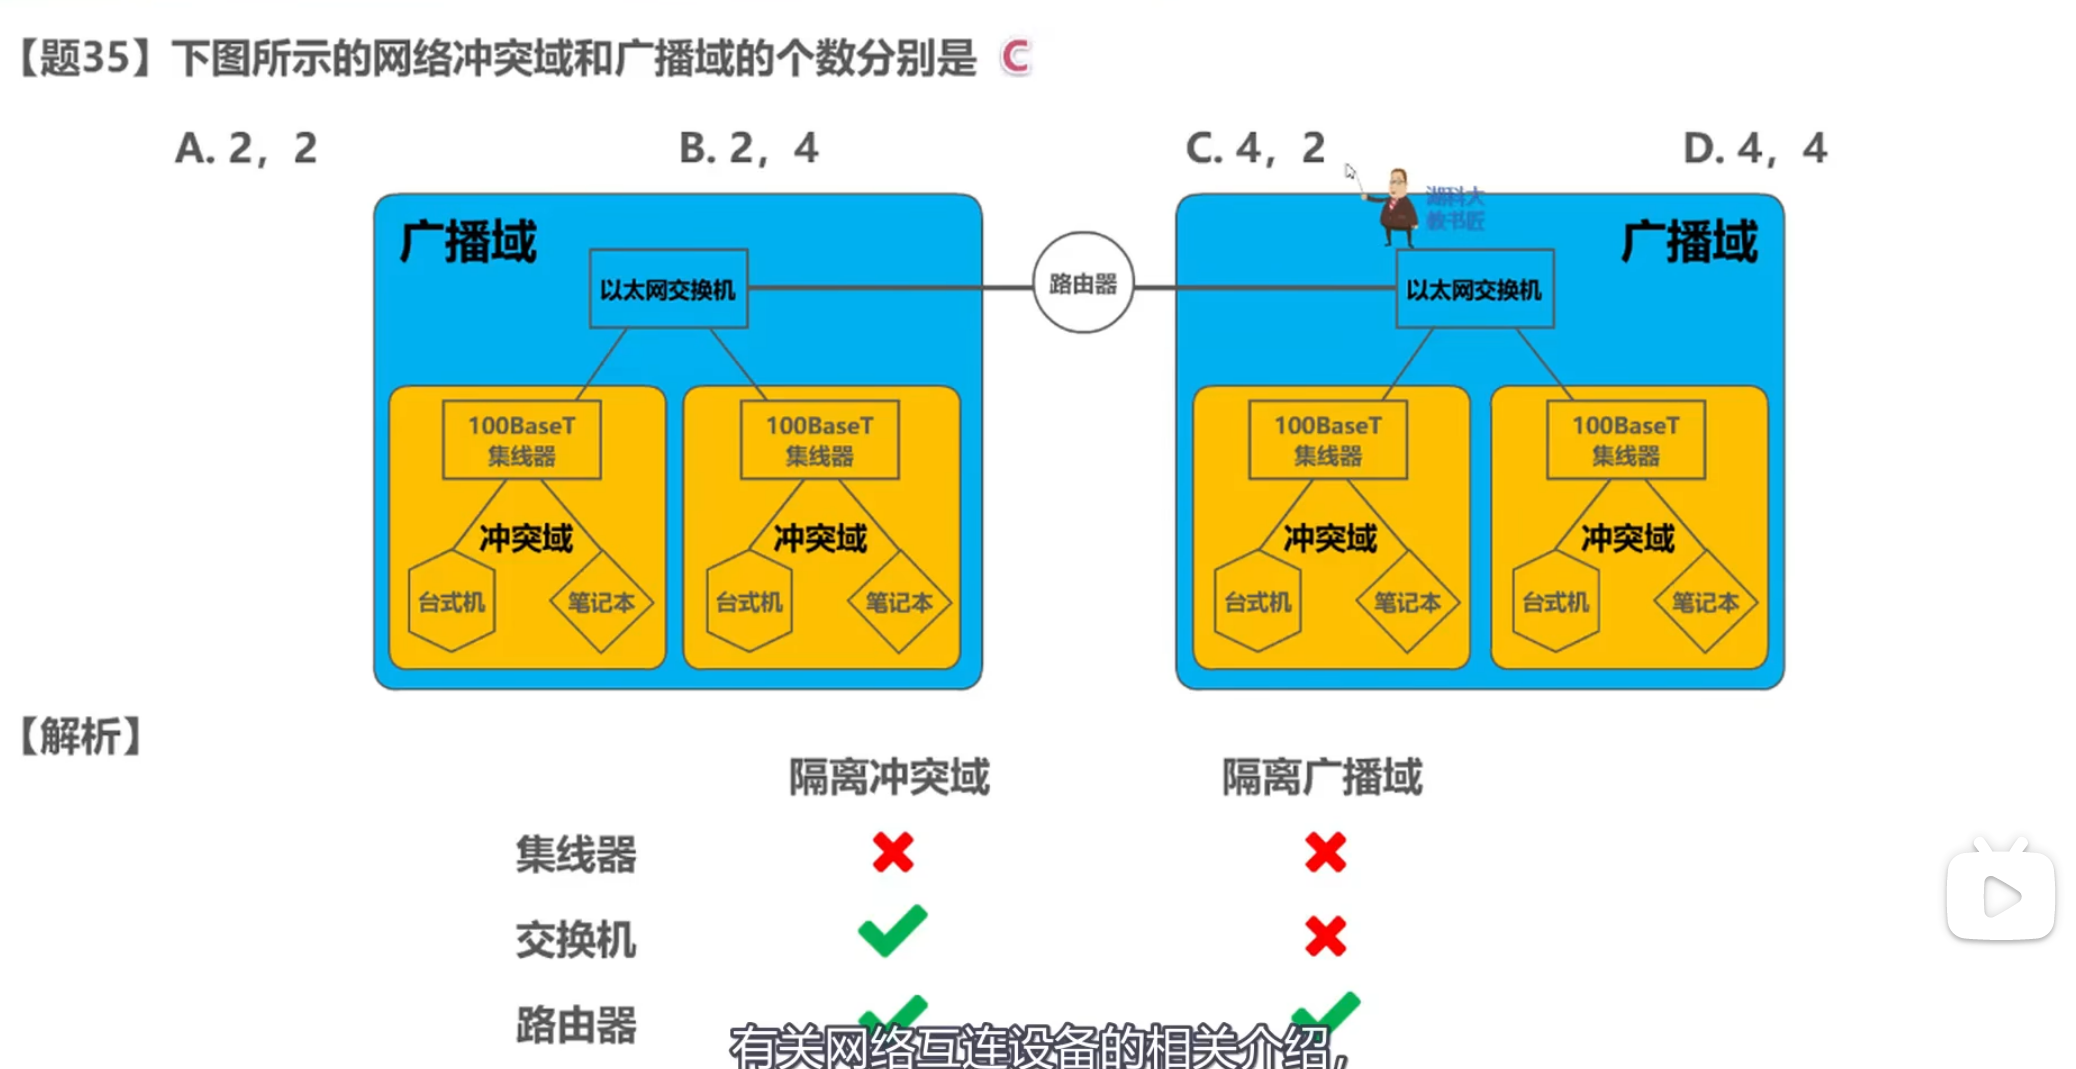 【题35】下图所示的网络冲突域和广播域的个数分别是 C
A. 2，2 B. 2，4 C. 4，2 D. 4，4
湖科大
教书匠
广播域 广播域
以太网交换机 路由器 以太网交换机
100BaseT 100BaseT 100BaseT 100BaseT
集线器 集线器 集线器 集线器
冲突域 冲突域 冲突域 冲突域
台式机 笔记本 台式机 笔记本 台式机 笔记本 台式机 笔记本
【解析】
隔离冲突域 隔离广播域
集线器
交换机
路由器
有关网络互连设备的相关介绍，